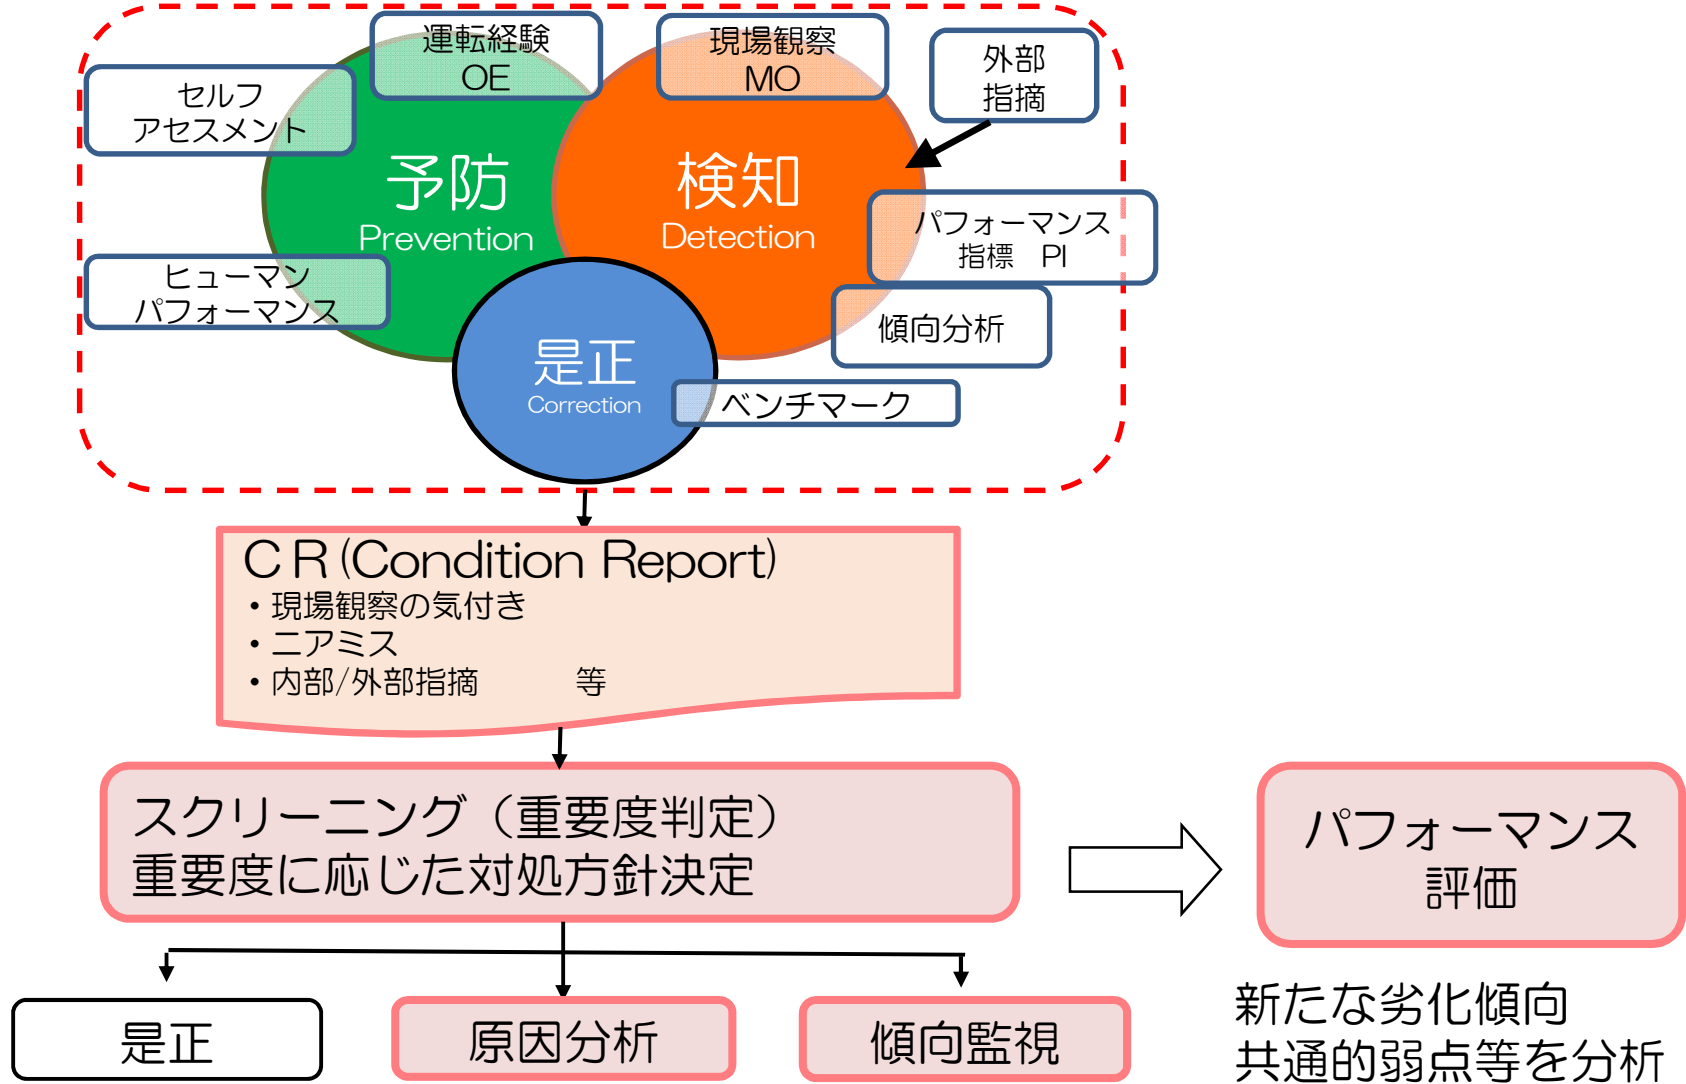 運転経験
OE
現場観察
MO
外部
指摘
セルフ
アセスメント
予防
Prevention
検知
Detection
パフォーマンス
指標 PI
ヒューマン
パフォーマンス
傾向分析
是正
Correction
ベンチマーク
ＣＲ(Condition Report)
・現場観察の気付き
・ニアミス
・内部/外部指摘　　　等
スクリーニング（重要度判定）
重要度に応じた対処方針決定
パフォーマンス
評価
是正
原因分析
傾向監視
新たな劣化傾向
共通的弱点等を分析